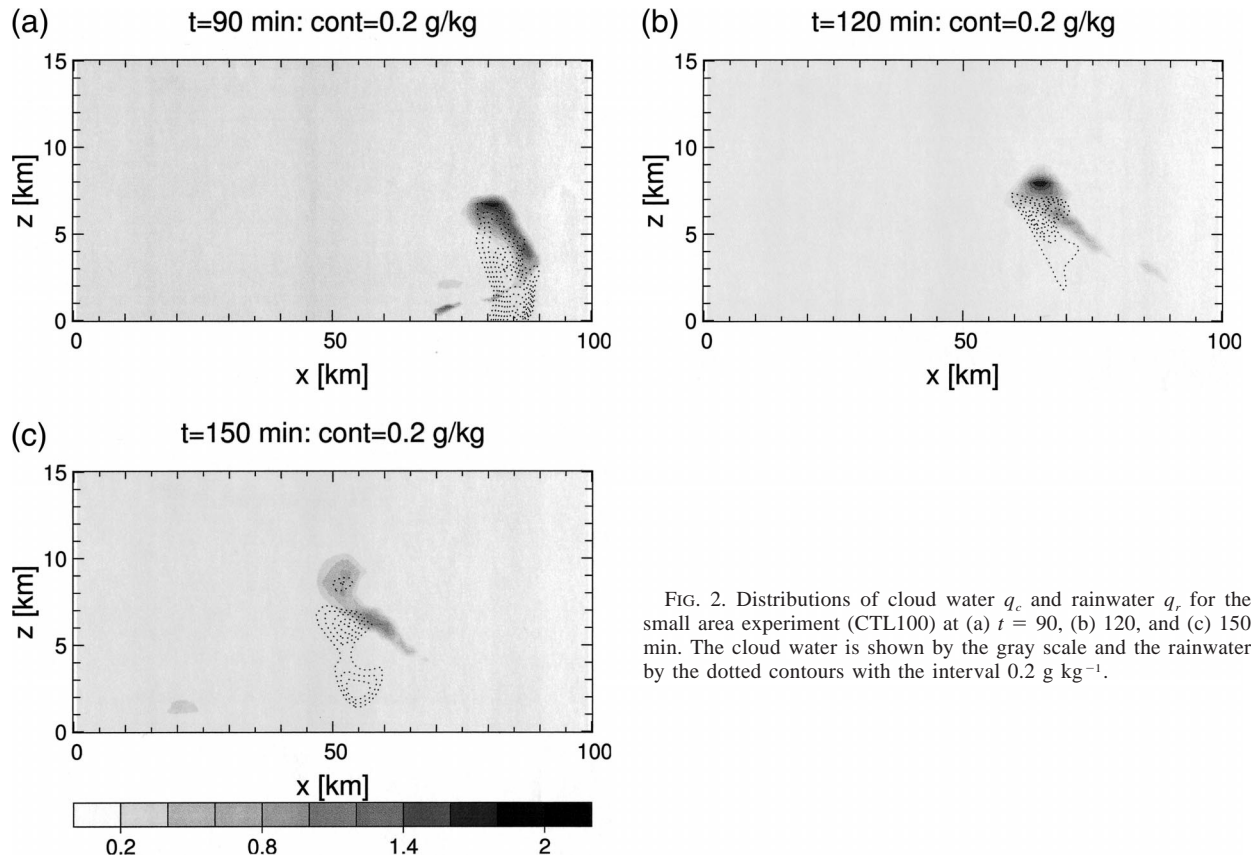 (a)
t=90 min: cont=0.2 g/kg
15
10
5
0
z [km]
0
50
100
x [km]
(b)
t=120 min: cont=0.2 g/kg
15
10
5
0
z [km]
0
50
100
x [km]
(c)
t=150 min: cont=0.2 g/kg
15
10
5
0
z [km]
0
50
100
x [km]
0.2
0.8
1.4
2
FIG. 2. Distributions of cloud water q_c and rainwater q_r for the
small area experiment (CTL100) at (a) t = 90, (b) 120, and (c) 150
min. The cloud water is shown by the gray scale and the rainwater
by the dotted contours with the interval 0.2 g kg⁻¹.